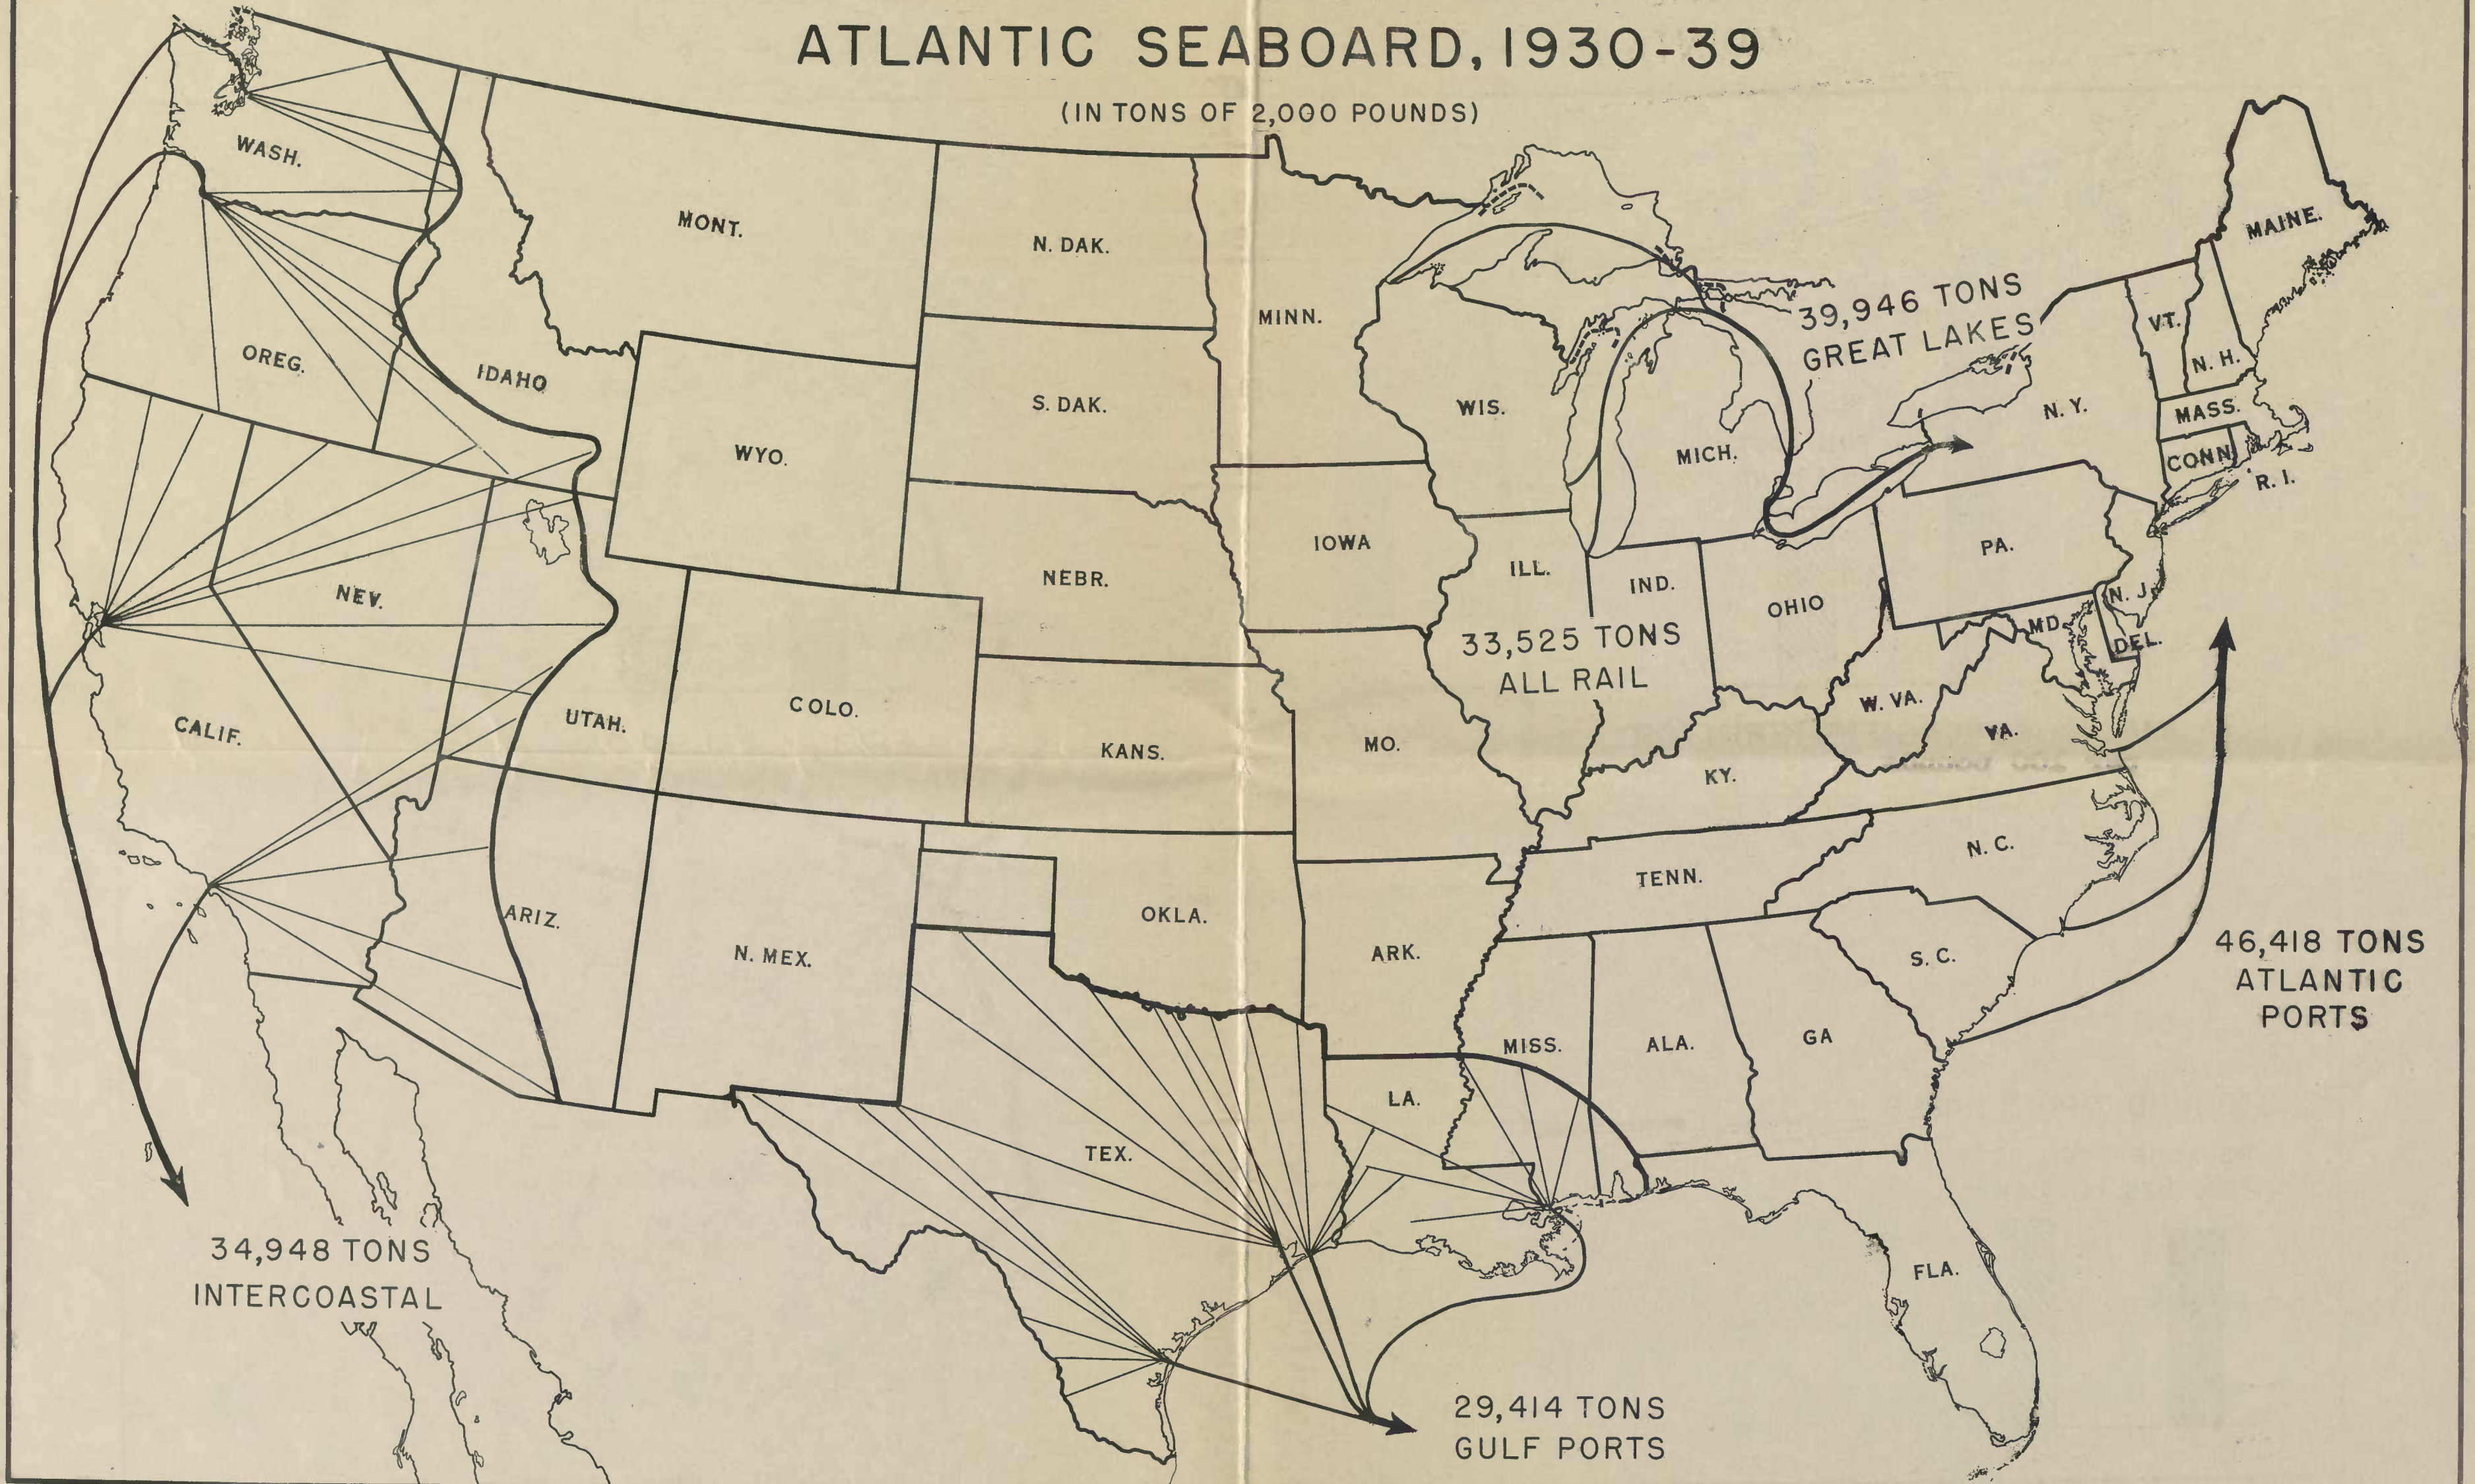 ATLANTIC SEABOARD, 1930-39
(IN TONS OF 2,000 POUNDS)
WASH.
MONT.
N. DAK.
MINN.
MAINE.
39,946 TONS
GREAT LAKES
VT.
N. H.
OREG.
IDAHO
S. DAK.
WIS.
MICH.
N. Y.
MASS.
CONN.
R. I.
WYO.
NEV.
NEBR.
IOWA
ILL.
IND.
OHIO
PA.
N. J.
MD.
DEL.
33,525 TONS
ALL RAIL
CALIF.
UTAH.
COLO.
KANS.
MO.
KY.
W. VA.
VA.
ARIZ.
N. MEX.
OKLA.
ARK.
TENN.
N. C.
S. C.
46,418 TONS
ATLANTIC
PORTS
TEX.
LA.
MISS.
ALA.
GA
FLA.
34,948 TONS
INTERCOASTAL
29,414 TONS
GULF PORTS